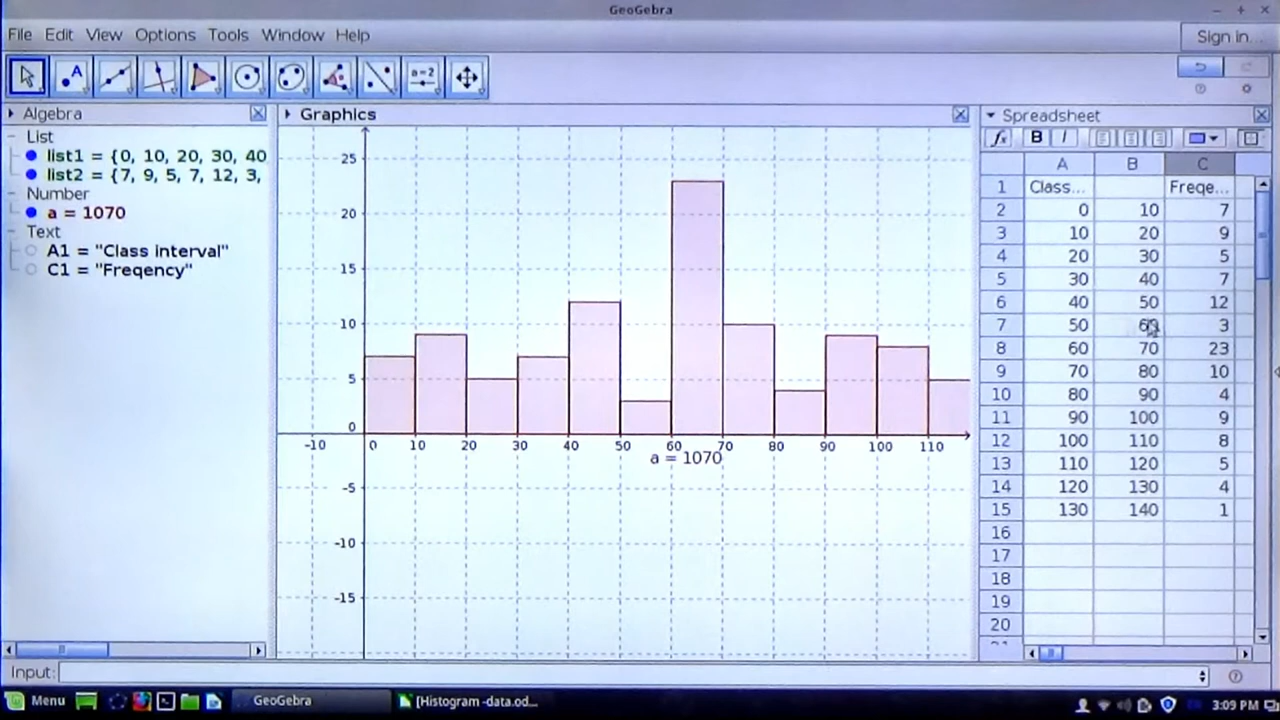 GeoGebra
File Edit View Options Tools Window Help
Sign in...
A
a=2
Algebra
List
list1 = {0, 10, 20, 30, 40
list2 = {7, 9, 5, 7, 12, 3,
Number
a = 1070
Text
A1 = "Class interval"
C1 = "Freqency"
Graphics
25
20
15
10
5
0
-10 0 10 20 30 40 50 60 70 80 90 100 110
a = 1070
-5
-10
-15
Spreadsheet
fx B I
A B C
1 Class... Freqe...
2 0 10 7
3 10 20 9
4 20 30 5
5 30 40 7
6 40 50 12
7 50 60 3
8 60 70 23
9 70 80 10
10 80 90 4
11 90 100 9
12 100 110 8
13 110 120 5
14 120 130 4
15 130 140 1
16
17
18
19
20
Input:
Menu GeoGebra [Histogram -data.od... 3:09 PM